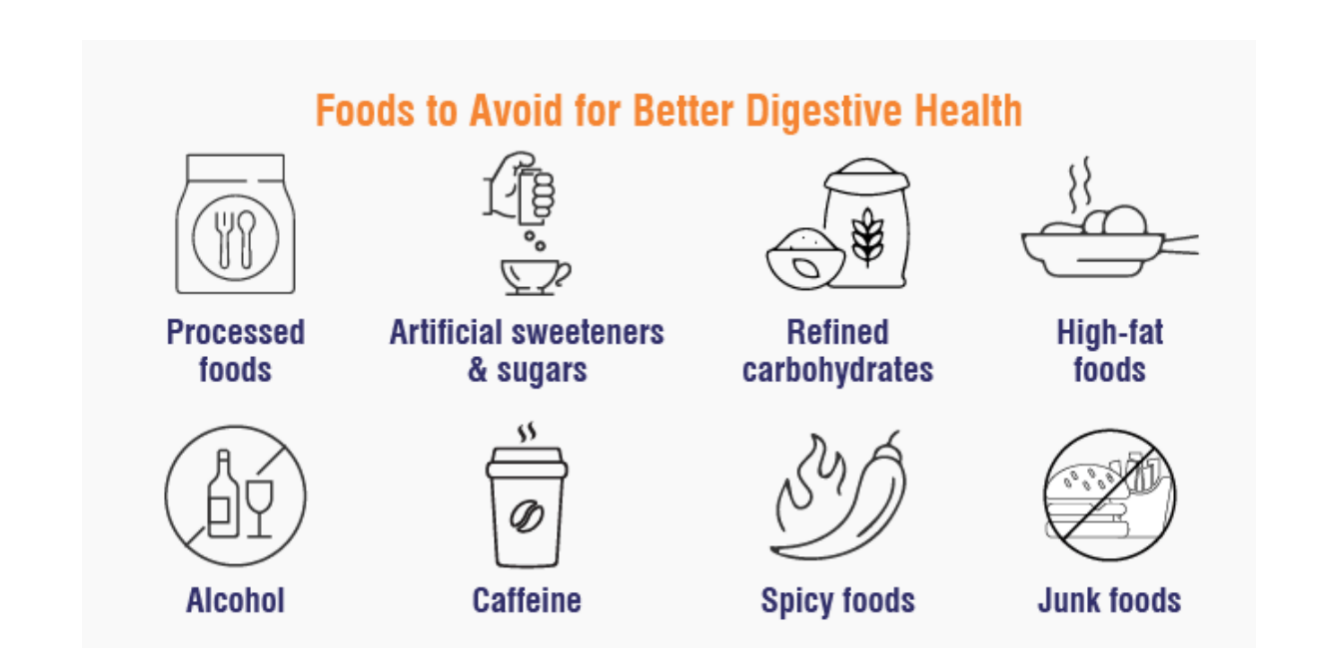 Foods to Avoid for Better Digestive Health
Processed
foods
Artificial sweeteners
& sugars
Refined
carbohydrates
High-fat
foods
Alcohol
Caffeine
Spicy foods
Junk foods